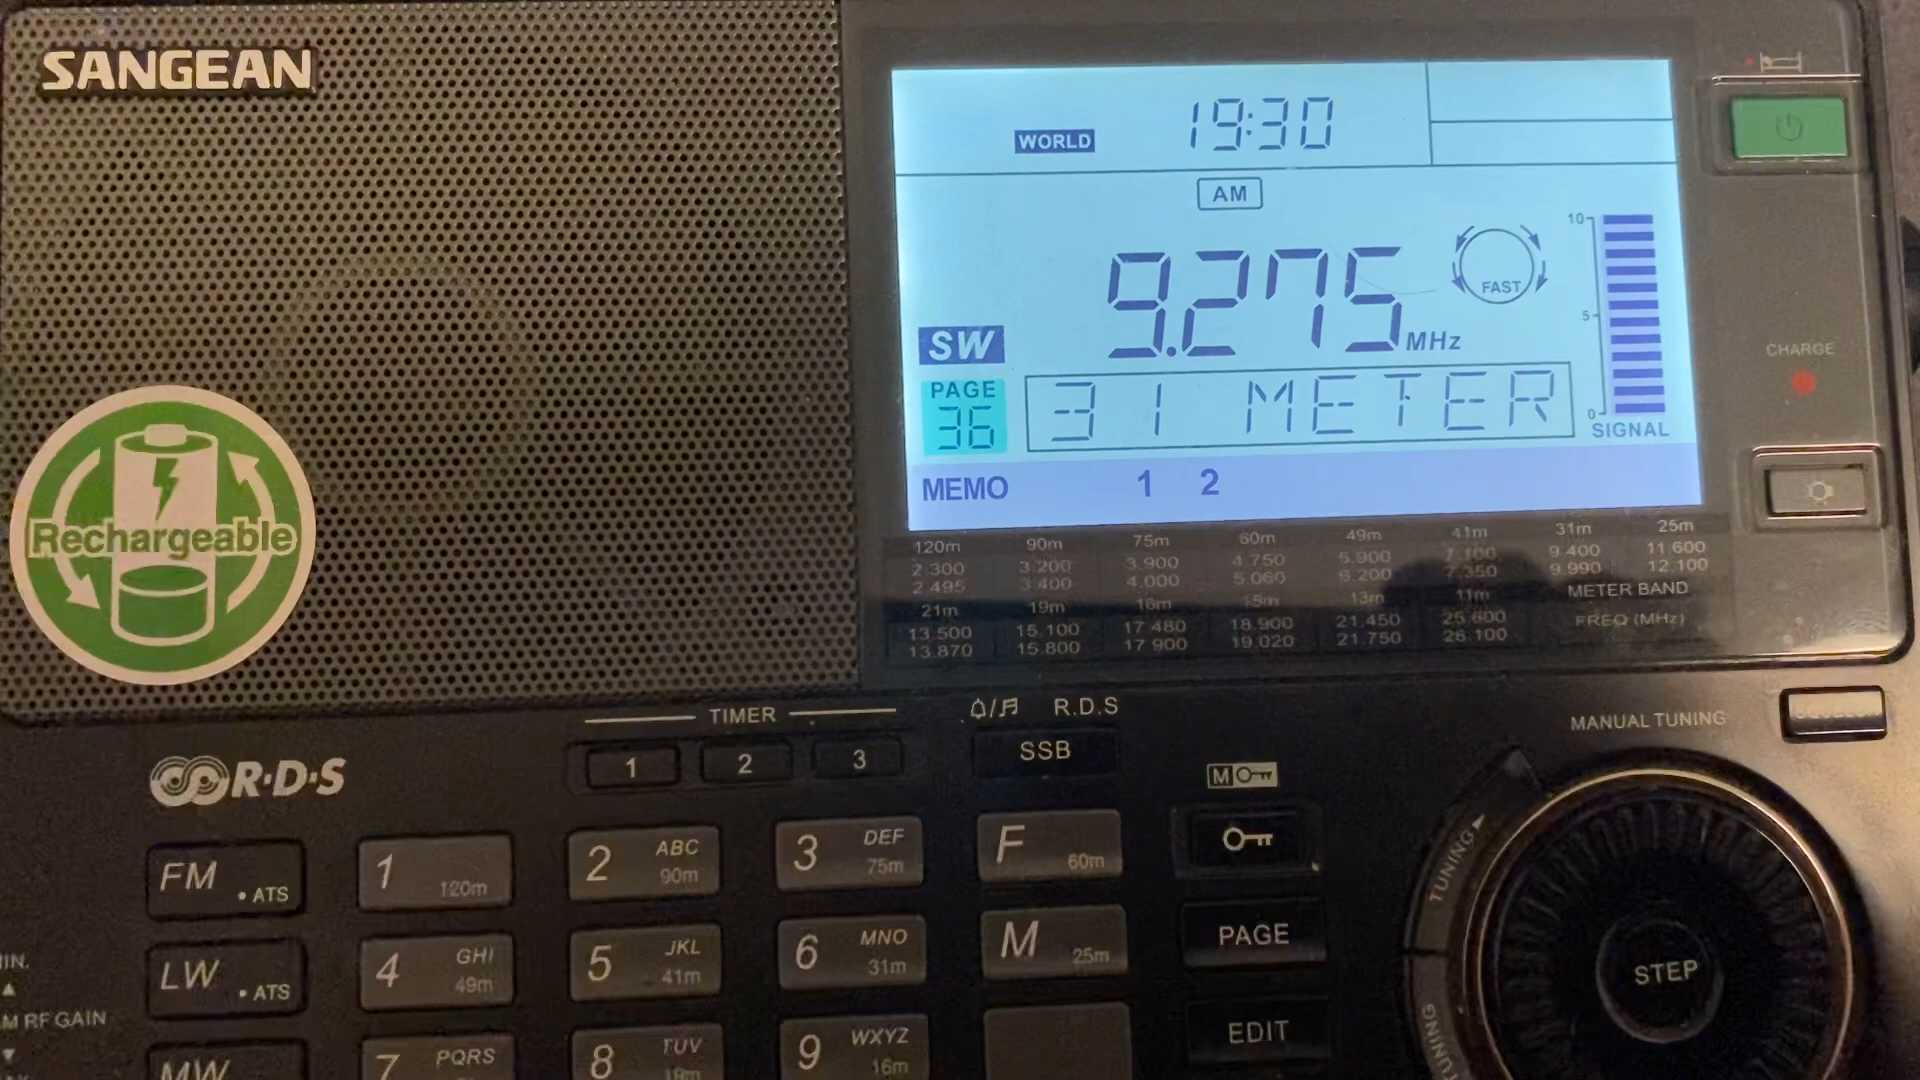 SANGEAN
WORLD 19:30
AM
9.275 MHz
FAST
10
5
0
SIGNAL
SW
PAGE
36
31 METER
MEMO 1 2
CHARGE
Rechargeable
120m 90m 75m 60m 49m 41m 31m 25m
2.300 3.200 3.900 4.750 5.900 7.100 9.400 11.600
2.495 3.400 4.000 5.060 6.200 7.350 9.990 12.100
21m 19m 16m 15m 13m 11m METER BAND
13.500 15.100 17.480 18.900 21.450 25.600 FREQ (MHz)
13.870 15.800 17.900 19.020 21.750 26.100
TIMER
1 2 3
R.D.S
SSB
MANUAL TUNING
R·D·S
M
FM • ATS
1 120m
2 ABC 90m
3 DEF 75m
F 60m
LW • ATS
4 GHI 49m
5 JKL 41m
6 MNO 31m
M 25m
PAGE
TUNING
STEP
RF GAIN
MW
7 PQRS
8 TUV 19m
9 WXYZ 16m
EDIT
TUNING